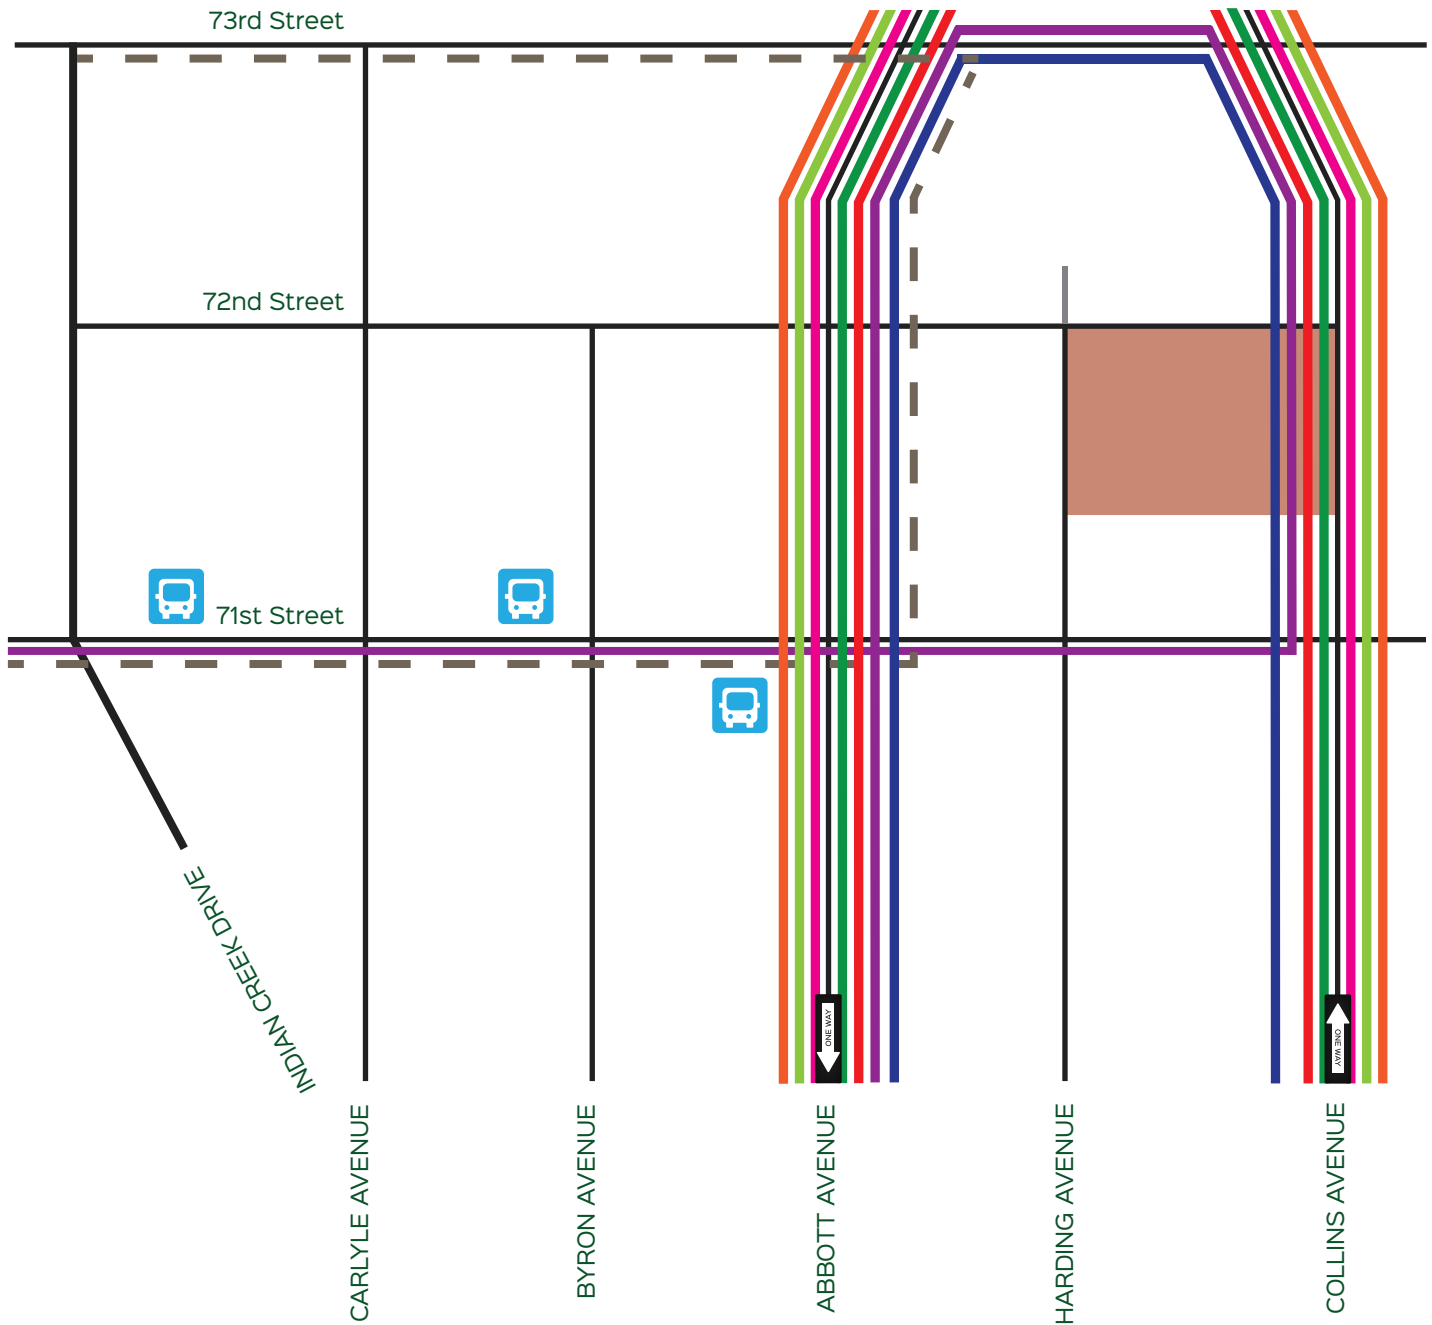 73rd Street
72nd Street
71st Street
INDIAN CREEK DRIVE
ONE WAY
ONE WAY
CARLYLE AVENUE
BYRON AVENUE
ABBOTT AVENUE
HARDING AVENUE
COLLINS AVENUE